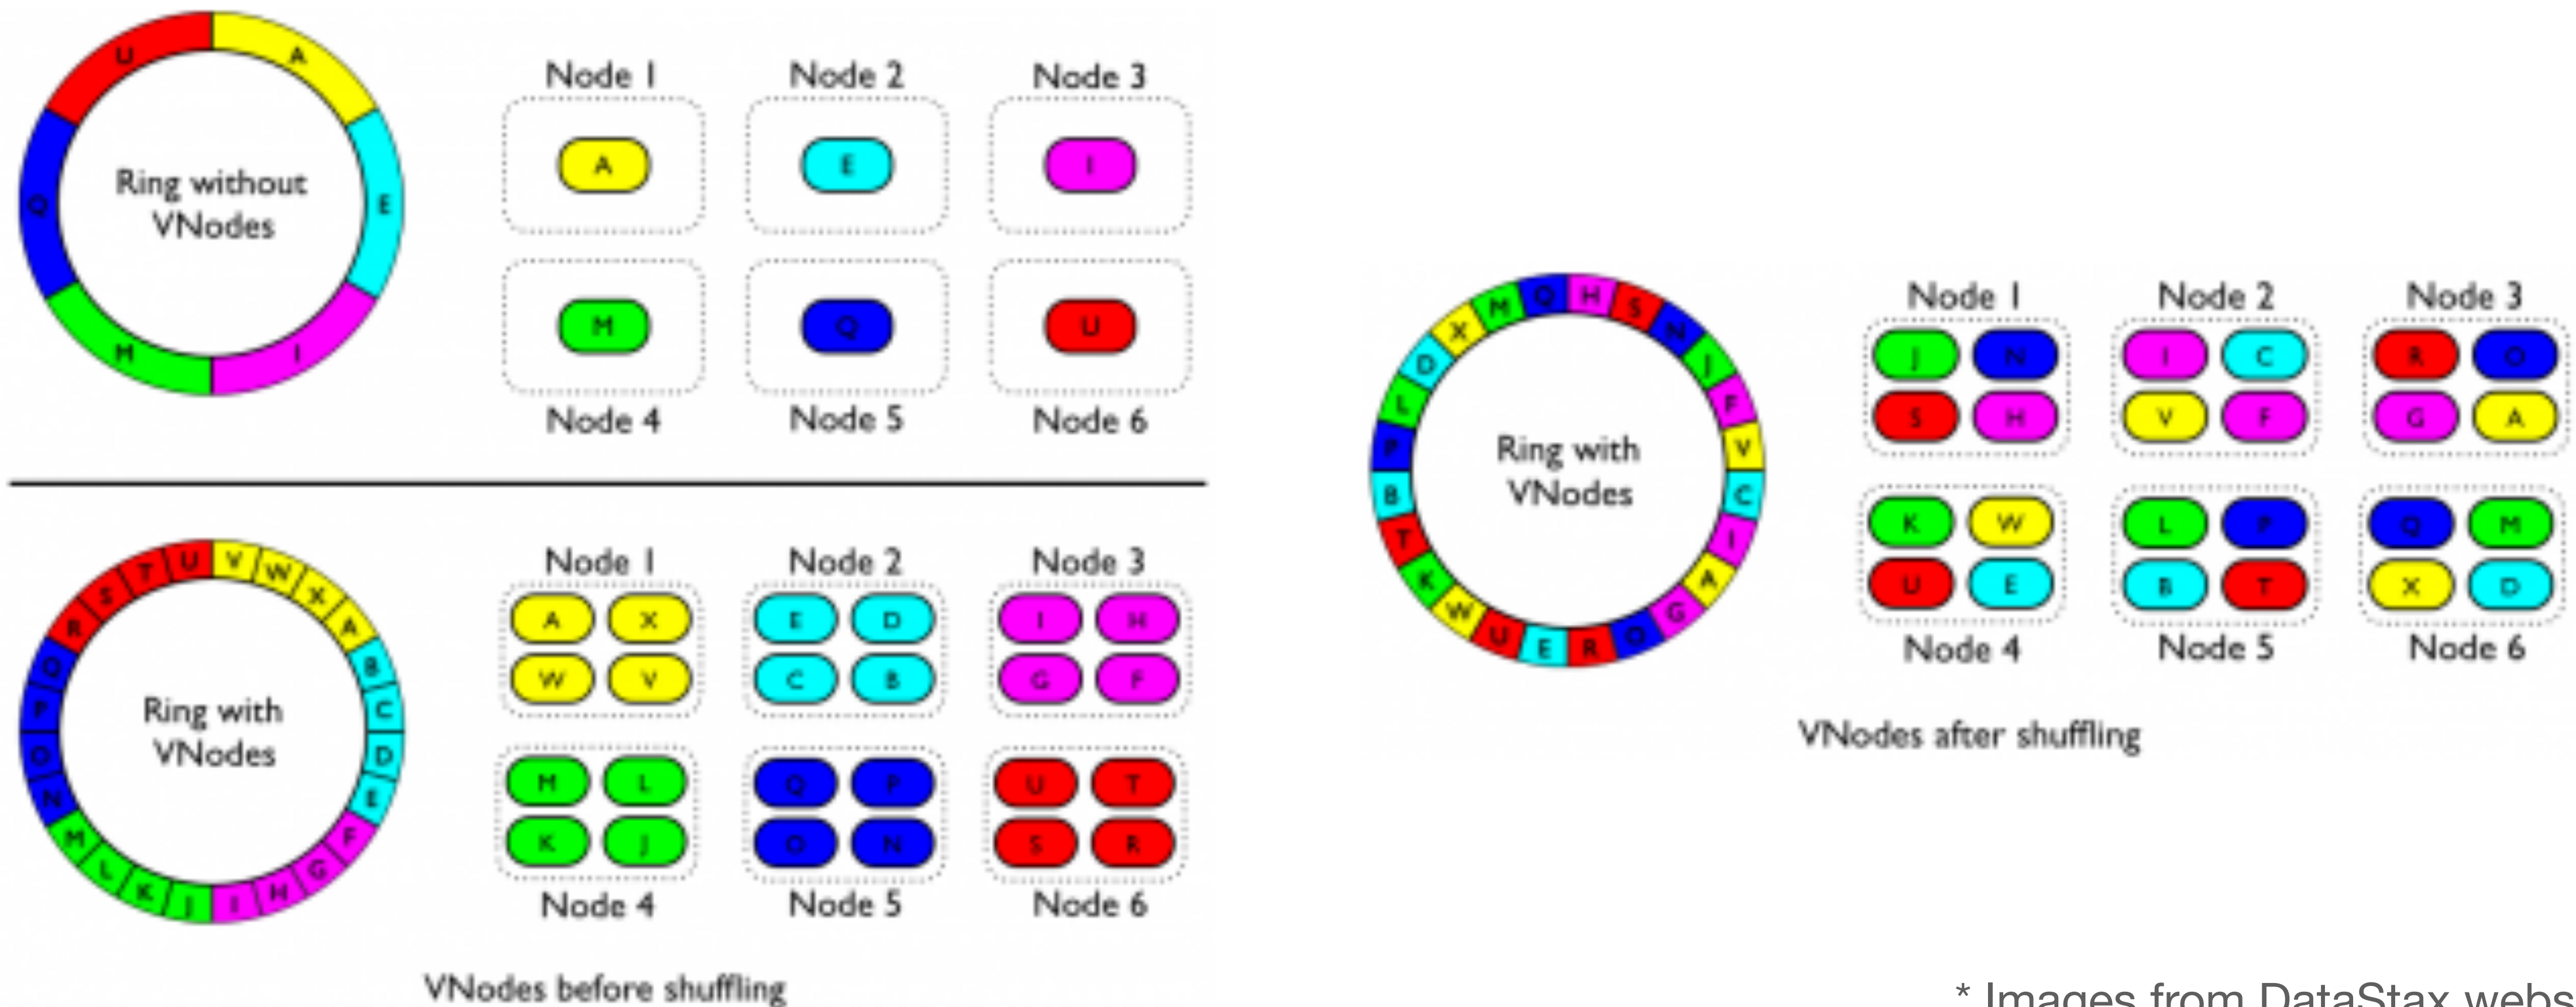 U A
Q E
M I
Ring without
VNodes
Node 1 Node 2 Node 3
A E I
M Q U
Node 4 Node 5 Node 6
V W X A B C D E F G H I J K L M N O P Q R S T U
Ring with
VNodes
Node 1 Node 2 Node 3
A X E D I H
W V C B G F
M L Q P U T
K J O N S R
Node 4 Node 5 Node 6
VNodes before shuffling
H S N J F V C I A G O R E U W K T B P L D X M Q
Ring with
VNodes
Node 1 Node 2 Node 3
J N I C R O
S H V F G A
K W L P Q M
U E B T X D
Node 4 Node 5 Node 6
VNodes after shuffling
* Images from DataStax webs